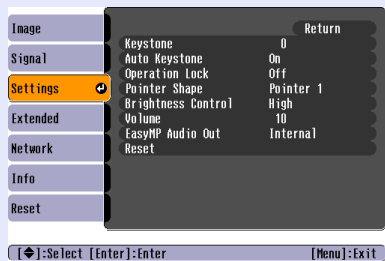 Image
Signal
Settings
Extended
Network
Info
Reset
Return
Keystone 0
Auto Keystone On
Operation Lock Off
Pointer Shape Pointer 1
Brightness Control High
Volume 10
EasyMP Audio Out Internal
Reset
[◆]:Select [Enter]:Enter [Menu]:Exit